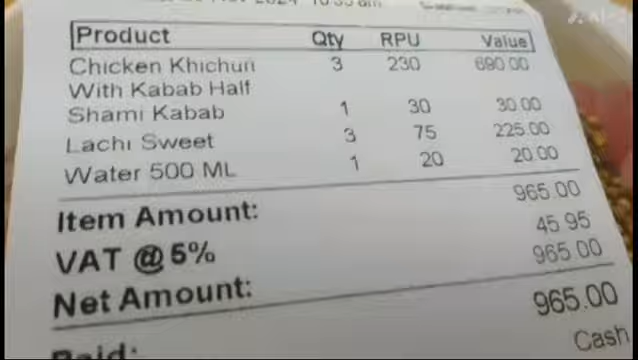 Product Qty RPU Value
Chicken Khichuri 3 230 690.00
With Kabab Half
Shami Kabab 1 30 30.00
Lachi Sweet 3 75 225.00
Water 500 ML 1 20 20.00
Item Amount: 965.00
VAT @ 5% 45.95
Net Amount: 965.00
Paid: 965.00
Cash